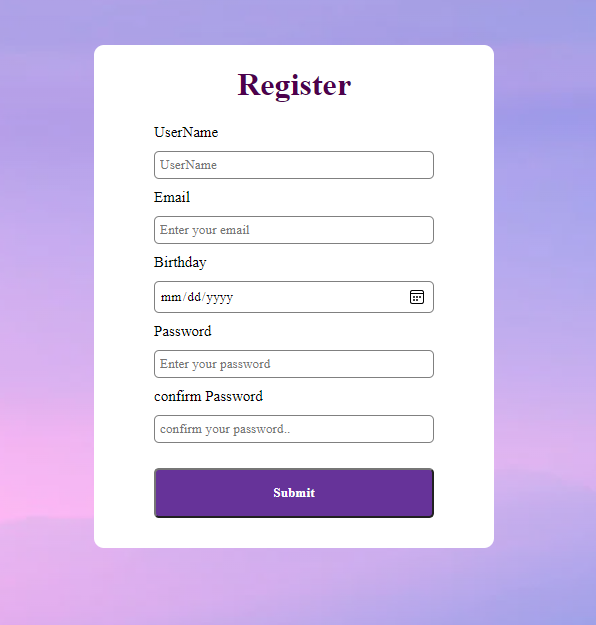 Register
UserName
UserName
Email
Enter your email
Birthday
mm/dd/yyyy
Password
Enter your password
confirm Password
confirm your password..
Submit